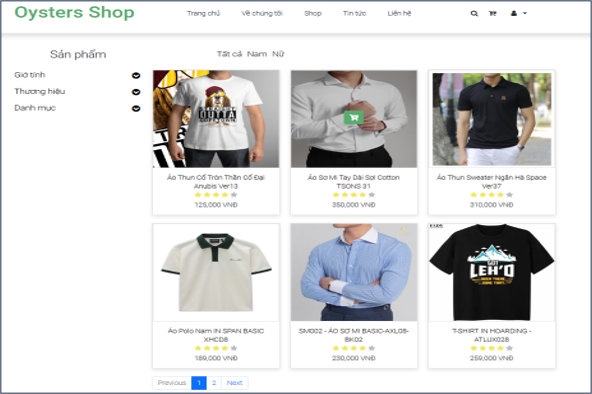 Oysters Shop
Trang chủ Về chúng tôi Shop Tin tức Liên hệ
Sản phẩm
Tất cả Nam Nữ
Giới tính
Thương hiệu
Danh mục
OUTTA
Áo Thun Cổ Tròn Thần Cổ Đại
Anubis Ver13
125,000 VNĐ
Áo Sơ Mi Tay Dài Sợi Cotton
TSONS 31
350,000 VNĐ
Áo Thun Sweater Ngân Hà Space
Ver37
310,000 VNĐ
GOT
LEH'D
Áo Polo Nam IN SPAN BASIC
XHCD8
189,000 VNĐ
SM002 - ÁO SƠ MI BASIC-AXL08-
BK02
230,000 VNĐ
T-SHIRT IN HOARDING -
ATLUX028
259,000 VNĐ
Previous 1 2 Next